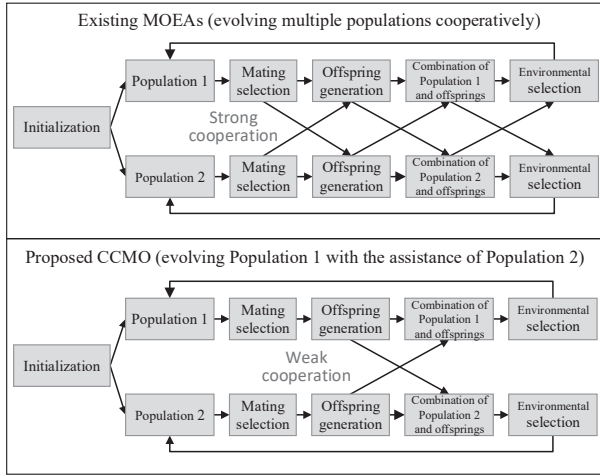 Existing MOEAs (evolving multiple populations cooperatively)
Initialization
Population 1
Mating
selection
Offspring
generation
Combination of
Population 1
and offsprings
Environmental
selection
Strong
cooperation
Population 2
Mating
selection
Offspring
generation
Combination of
Population 2
and offsprings
Environmental
selection
Proposed CCMO (evolving Population 1 with the assistance of Population 2)
Initialization
Population 1
Mating
selection
Offspring
generation
Combination of
Population 1
and offsprings
Environmental
selection
Weak
cooperation
Population 2
Mating
selection
Offspring
generation
Combination of
Population 2
and offsprings
Environmental
selection